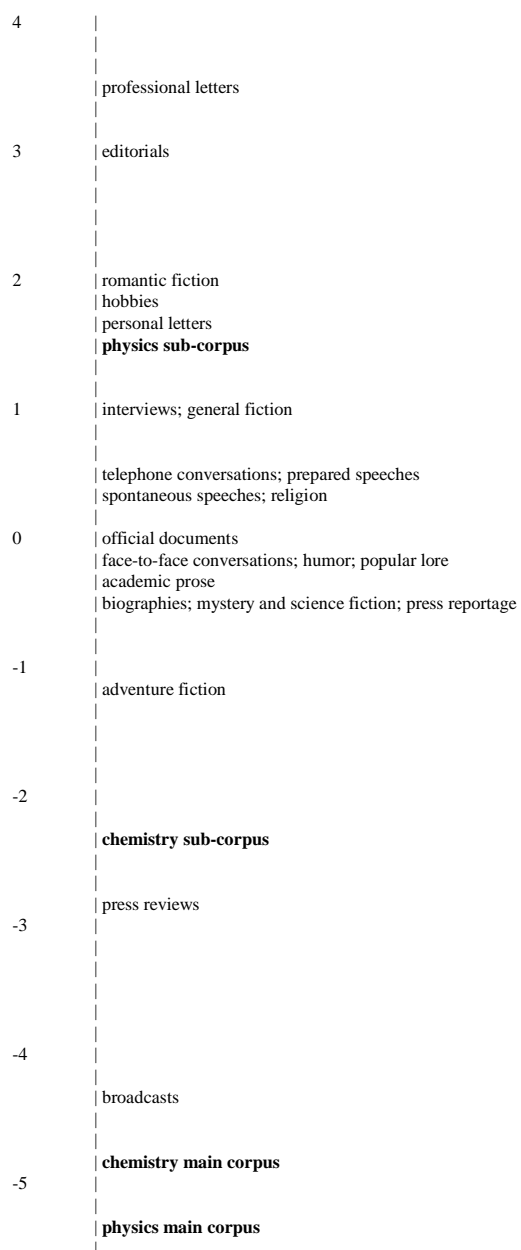 4 |
|
|
| professional letters
|
|
3 | editorials
|
|
|
|
|
2 | romantic fiction
| hobbies
| personal letters
| physics sub-corpus
|
|
1 | interviews; general fiction
|
|
| telephone conversations; prepared speeches
| spontaneous speeches; religion
|
0 | official documents
| face-to-face conversations; humor; popular lore
| academic prose
| biographies; mystery and science fiction; press reportage
|
|
-1 |
| adventure fiction
|
|
|
|
-2 |
|
| chemistry sub-corpus
|
|
| press reviews
-3 |
|
|
|
|
|
-4 |
|
| broadcasts
|
|
| chemistry main corpus
-5 |
|
| physics main corpus
|